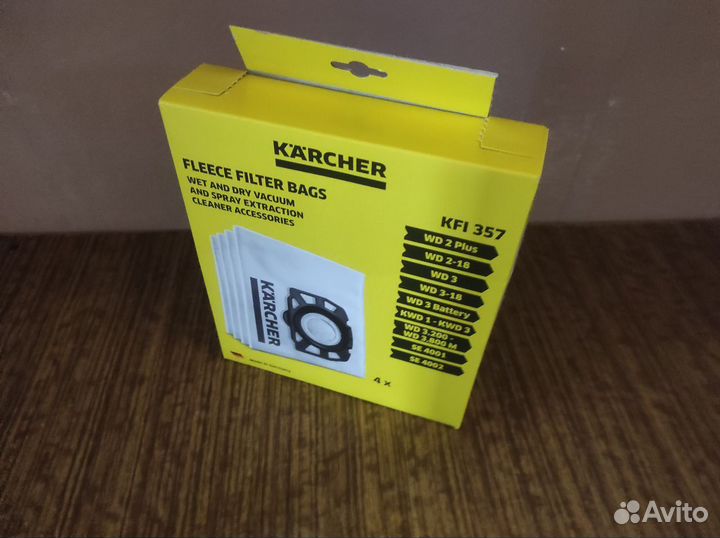 KÄRCHER
FLEECE FILTER BAGS
WET AND DRY VACUUM
AND SPRAY EXTRACTION
CLEANER ACCESSORIES
KFI 357
WD 2 Plus
WD 2-18
WD 3
WD 3-18
WD 3 Battery
KWD 1 - KWD 3
WD 3.200 -
WD 3.800 M
SE 4001
SE 4002
KÄRCHER
4 x
Avito